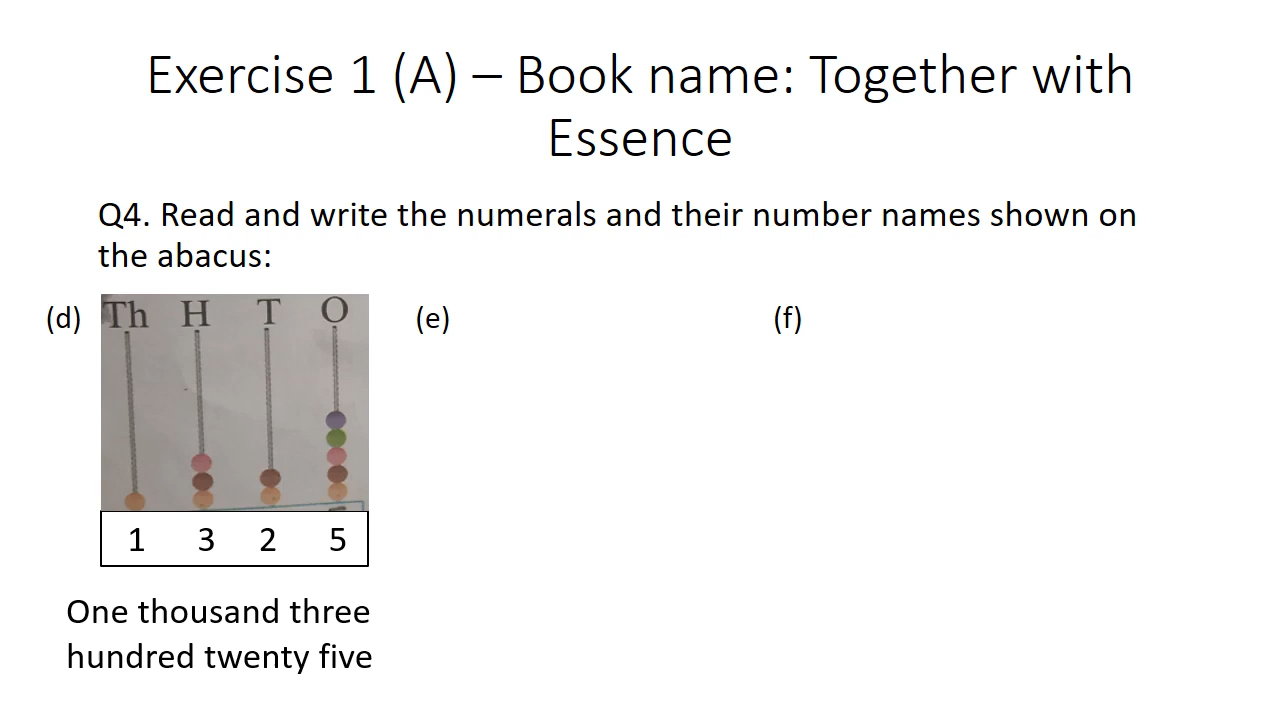 Exercise 1 (A) – Book name: Together with
Essence
Q4. Read and write the numerals and their number names shown on
the abacus:
(d)
Th H T O
1 3 2 5
One thousand three
hundred twenty five
(e)
(f)